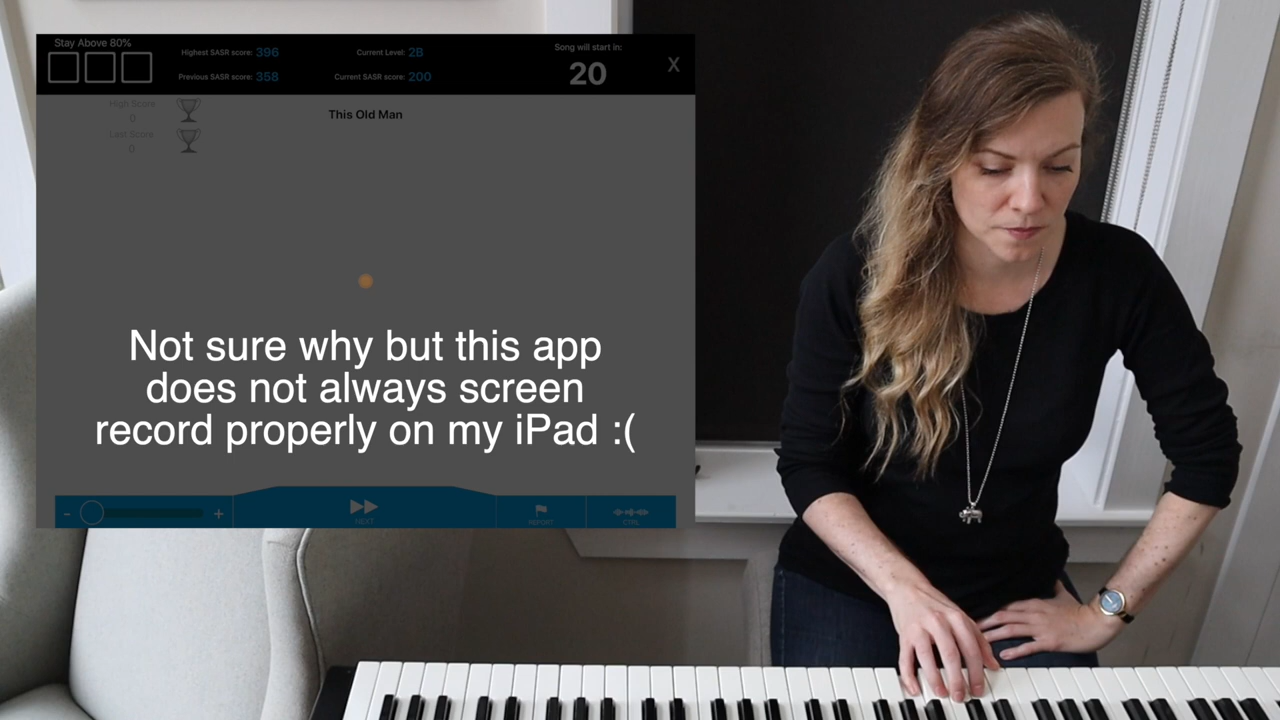 Stay Above 80%
Highest SASR score: 396
Current Level: 2B
Song will start in:
20
X
Previous SASR score: 358
Current SASR score: 200
High Score
0
Last Score
0
This Old Man
Not sure why but this app
does not always screen
record properly on my iPad :(
- +
NEXT
REPORT
CTRL